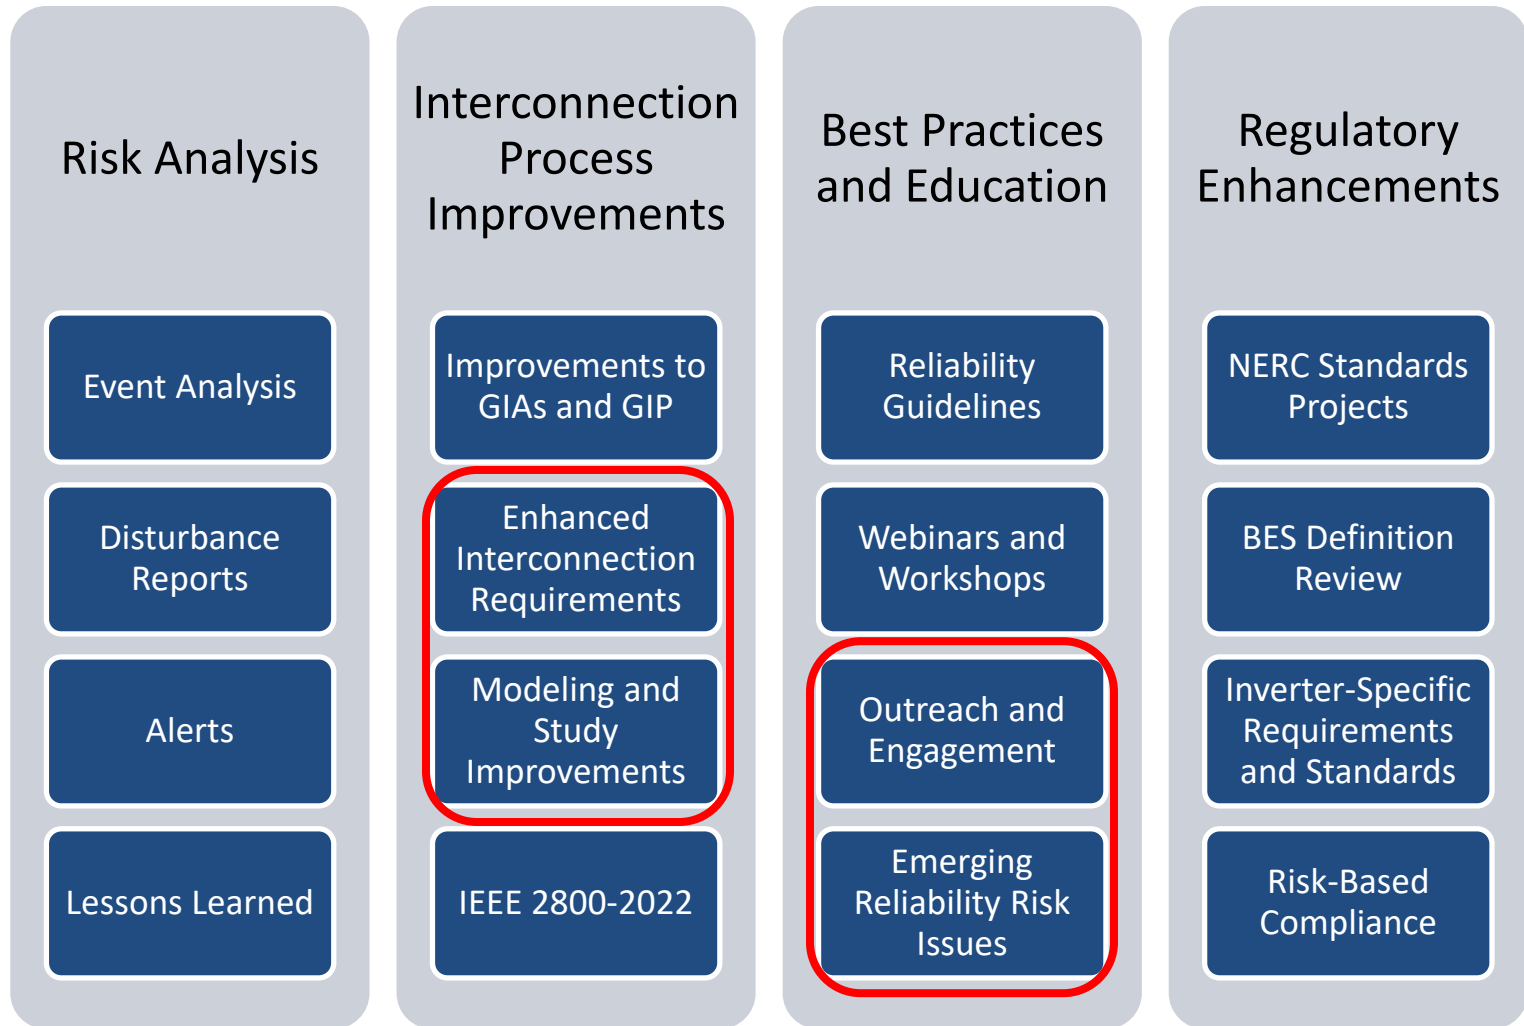 Risk Analysis
Event Analysis
Disturbance
Reports
Alerts
Lessons Learned
Interconnection
Process
Improvements
Improvements to
GIAs and GIP
Enhanced
Interconnection
Requirements
Modeling and
Study
Improvements
IEEE 2800-2022
Best Practices
and Education
Reliability
Guidelines
Webinars and
Workshops
Outreach and
Engagement
Emerging
Reliability Risk
Issues
Regulatory
Enhancements
NERC Standards
Projects
BES Definition
Review
Inverter-Specific
Requirements
and Standards
Risk-Based
Compliance